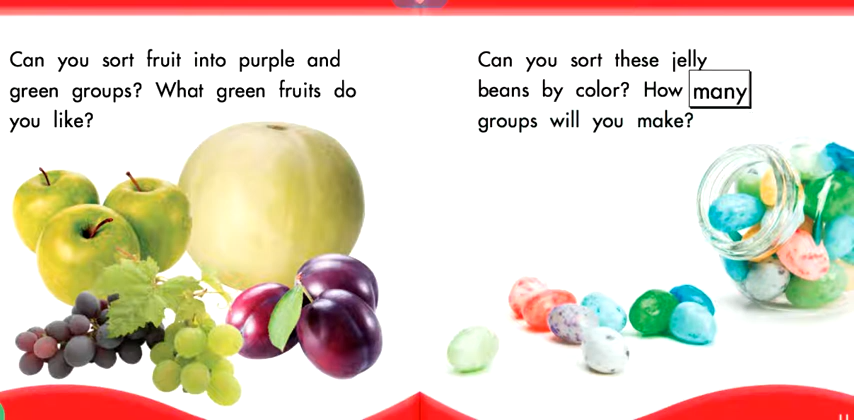 Can you sort fruit into purple and
green groups? What green fruits do
you like?
Can you sort these jelly
beans by color? How many
groups will you make?